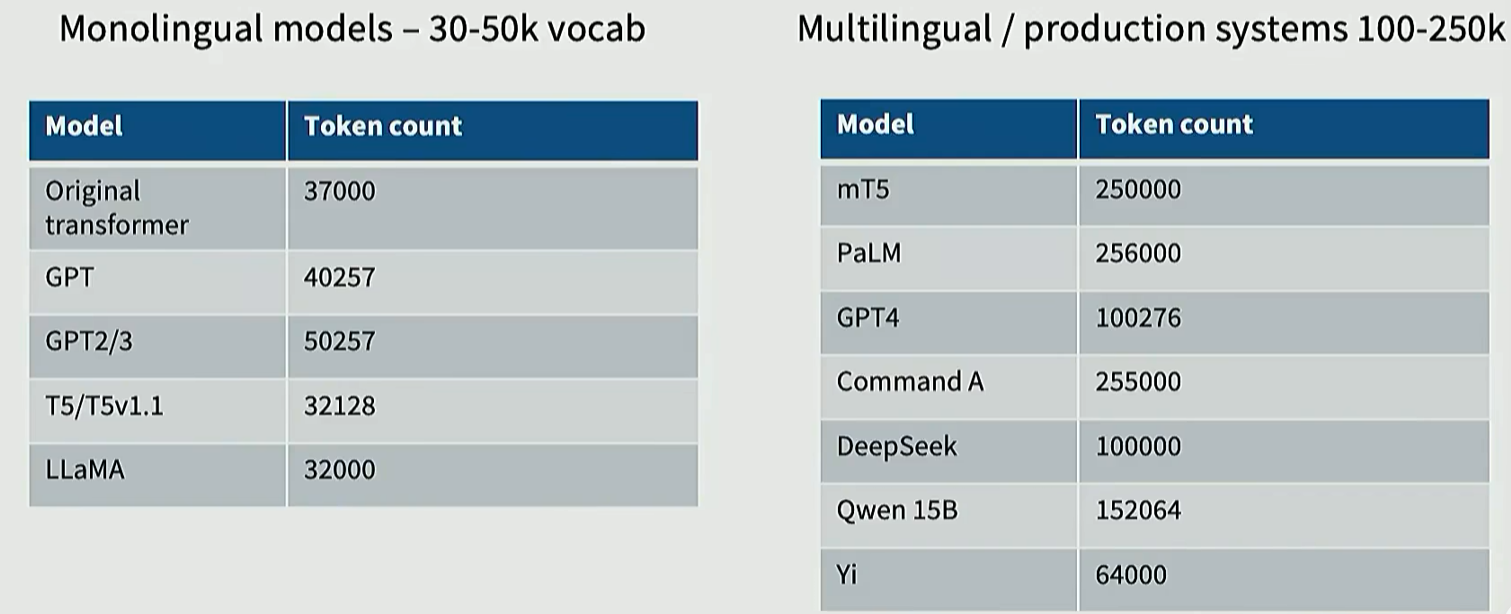 Monolingual models – 30-50k vocab
Model Token count
Original transformer 37000
GPT 40257
GPT2/3 50257
T5/T5v1.1 32128
LLaMA 32000
Multilingual / production systems 100-250k
Model Token count
mT5 250000
PaLM 256000
GPT4 100276
Command A 255000
DeepSeek 100000
Qwen 15B 152064
Yi 64000